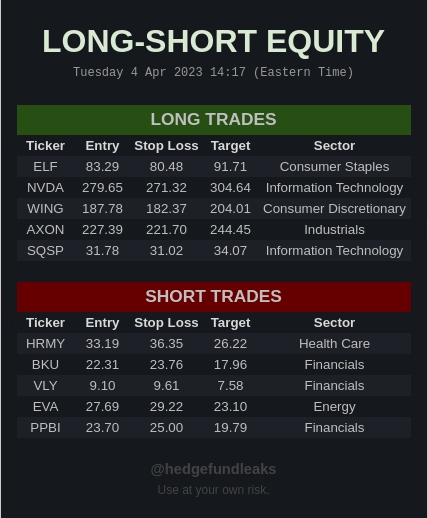 LONG-SHORT EQUITY
Tuesday 4 Apr 2023 14:17 (Eastern Time)
LONG TRADES
Ticker Entry Stop Loss Target Sector
ELF 83.29 80.48 91.71 Consumer Staples
NVDA 279.65 271.32 304.64 Information Technology
WING 187.78 182.37 204.01 Consumer Discretionary
AXON 227.39 221.70 244.45 Industrials
SQSP 31.78 31.02 34.07 Information Technology
SHORT TRADES
Ticker Entry Stop Loss Target Sector
HRMY 33.19 36.35 26.22 Health Care
BKU 22.31 23.76 17.96 Financials
VLY 9.10 9.61 7.58 Financials
EVA 27.69 29.22 23.10 Energy
PPBI 23.70 25.00 19.79 Financials
@hedgefundleaks
Use at your own risk.